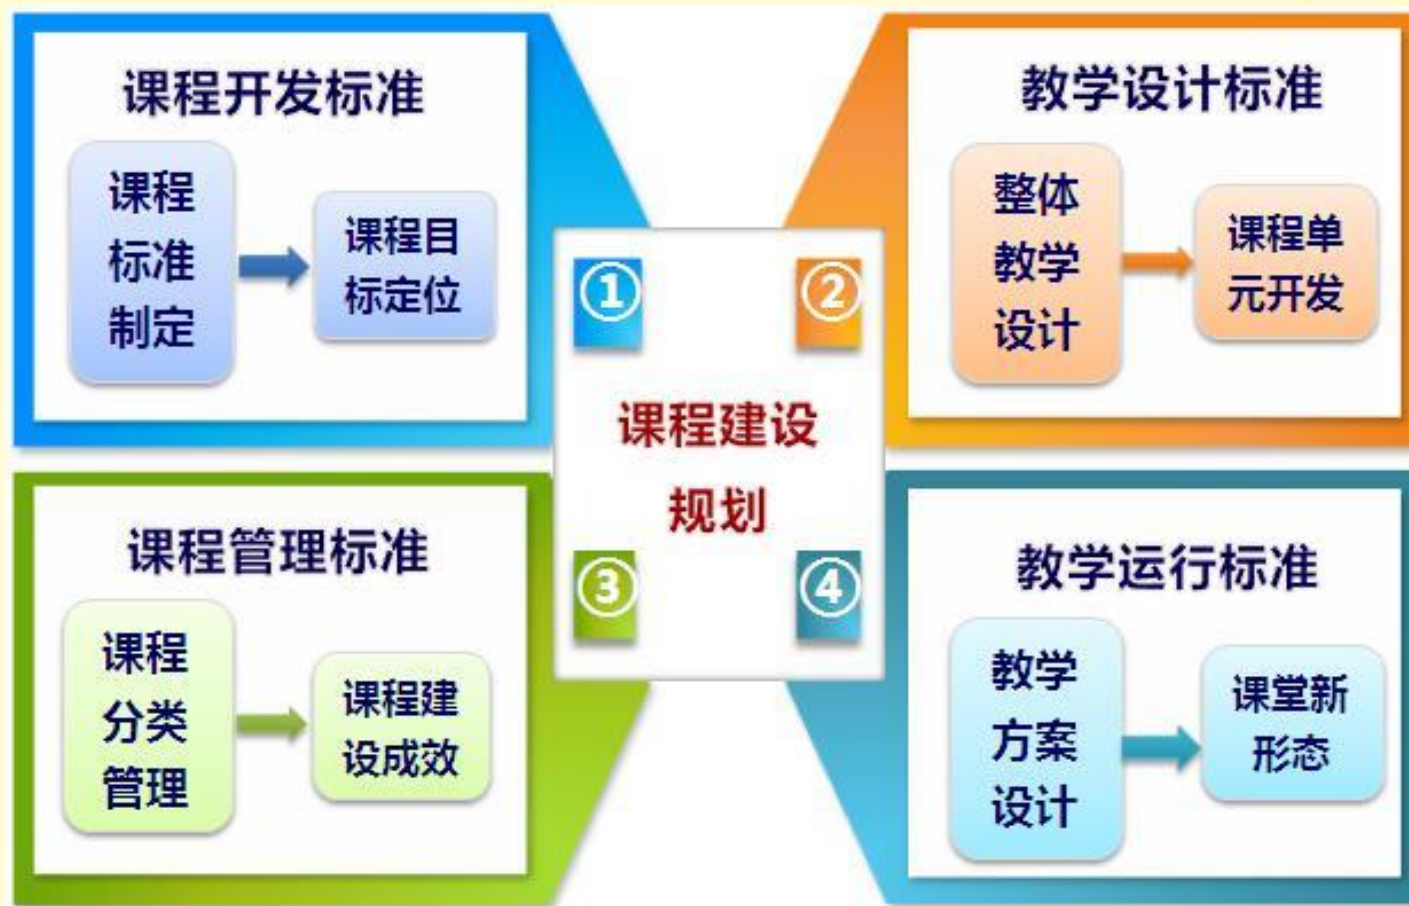 课程开发标准
课程
标准
制定
课程目
标定位
教学设计标准
整体
教学
设计
课程单
元开发
①
②
课程建设
规划
③
④
课程管理标准
课程
分类
管理
课程建
设成效
教学运行标准
教学
方案
设计
课堂新
形态